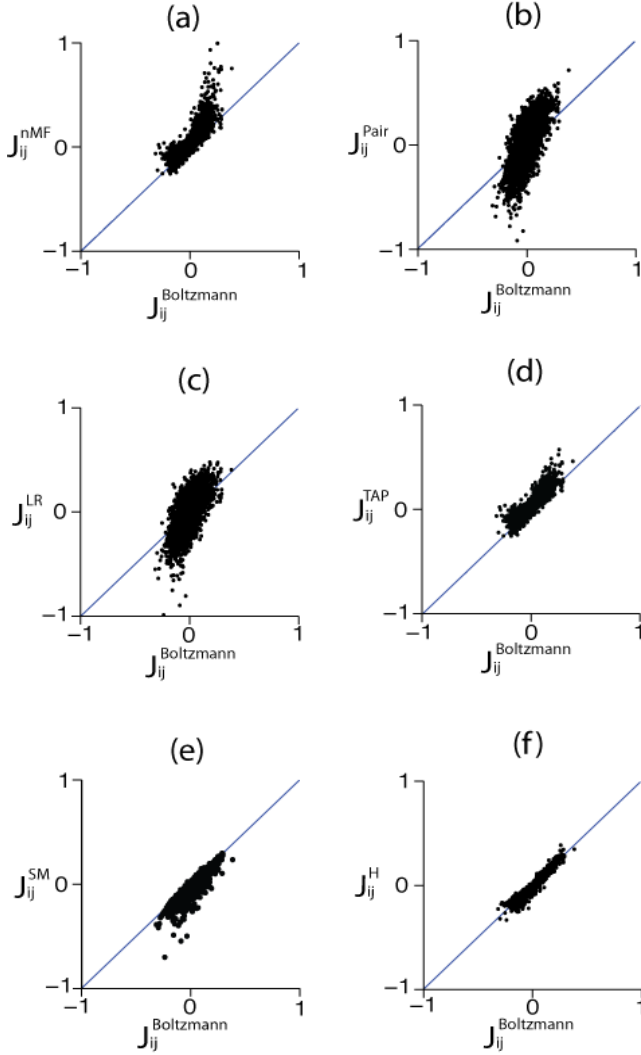 (a)
1
J_ij^nMF 0
−1
−1 0 1
J_ij^Boltzmann
(b)
1
J_ij^Pair 0
−1
−1 0 1
J_ij^Boltzmann
(c)
1
J_ij^LR 0
−1
−1 0 1
J_ij^Boltzmann
(d)
1
J_ij^TAP 0
−1
−1 0 1
J_ij^Boltzmann
(e)
1
J_ij^SM 0
−1
−1 0 1
J_ij^Boltzmann
(f)
1
J_ij^H 0
−1
−1 0 1
J_ij^Boltzmann